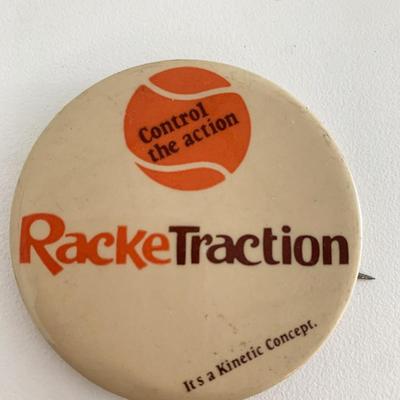 Control
the action
RackeTraction
It's a Kinetic Concept.